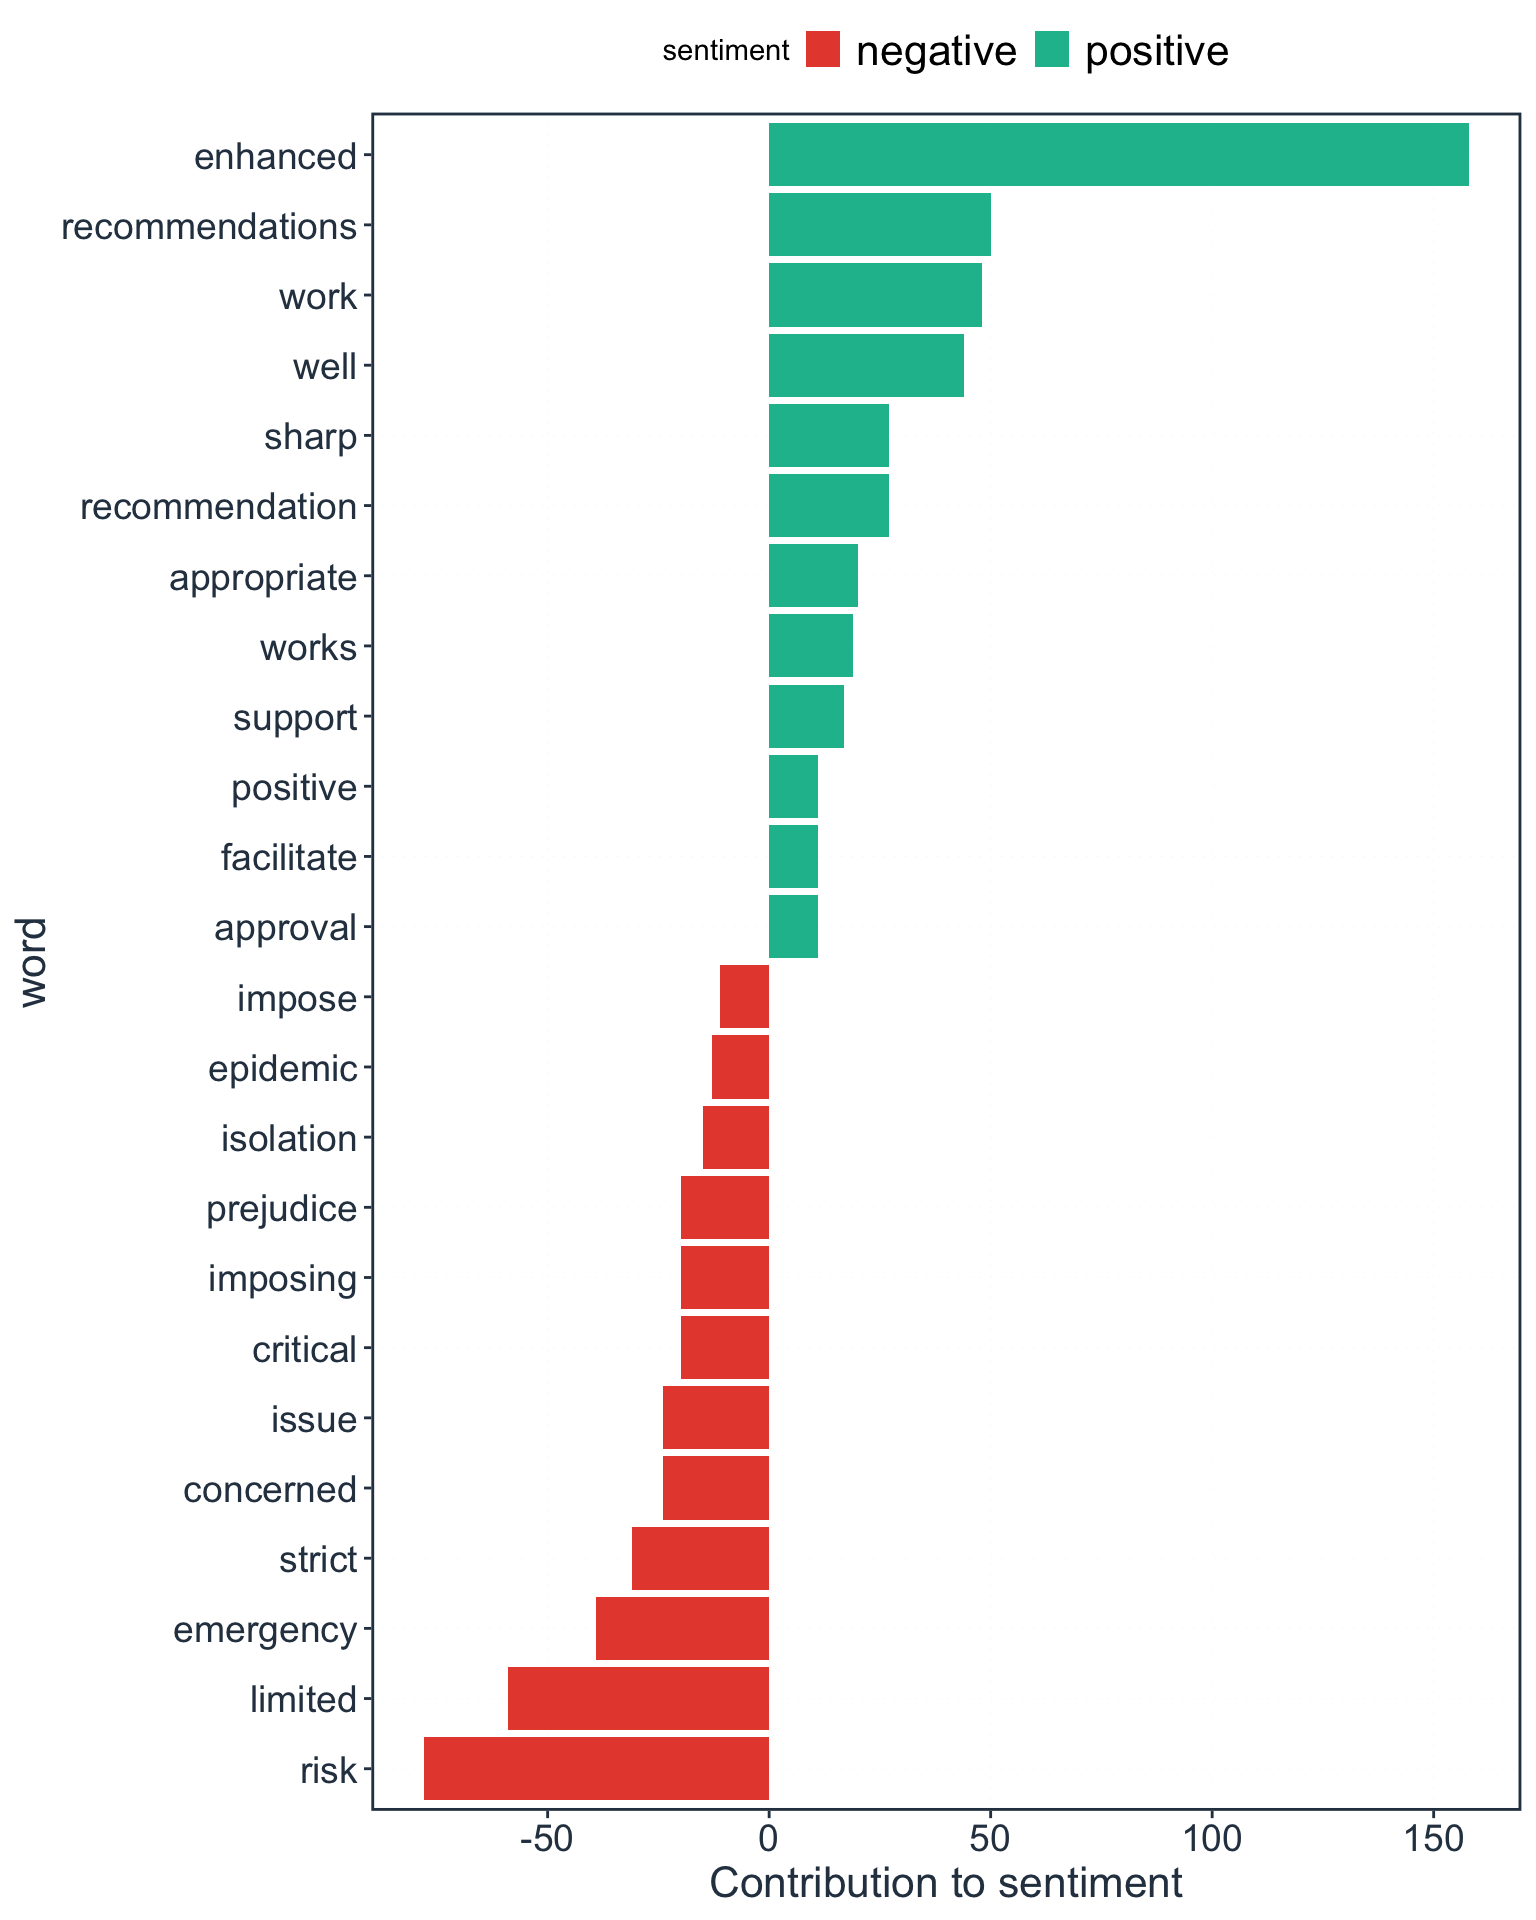 sentiment negative positive
enhanced
recommendations
work
well
sharp
recommendation
appropriate
works
support
positive
facilitate
approval
impose
epidemic
isolation
prejudice
imposing
critical
issue
concerned
strict
emergency
limited
risk
word
-50 0 50 100 150
Contribution to sentiment